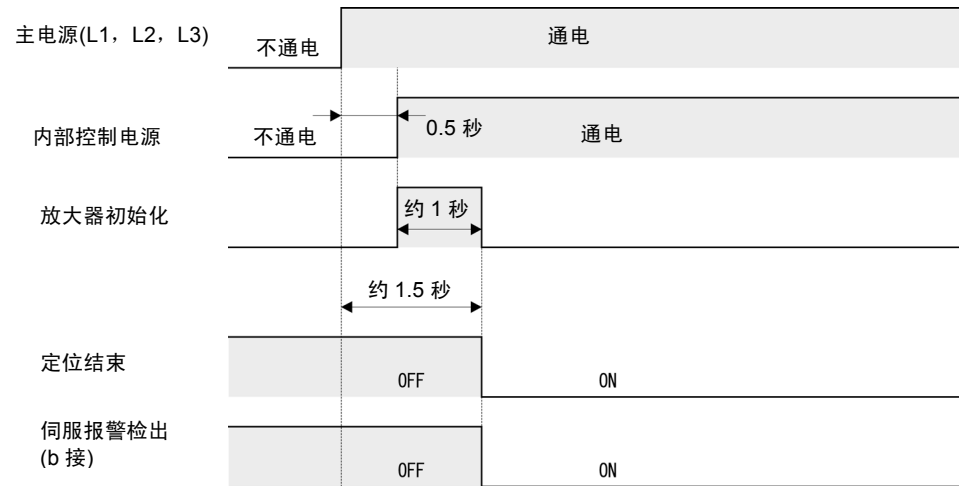 主电源(L1，L2，L3)
不通电
通电
内部控制电源
不通电
0.5 秒
通电
放大器初始化
约 1 秒
约 1.5 秒
定位结束
OFF
ON
伺服报警检出
(b 接)
OFF
ON